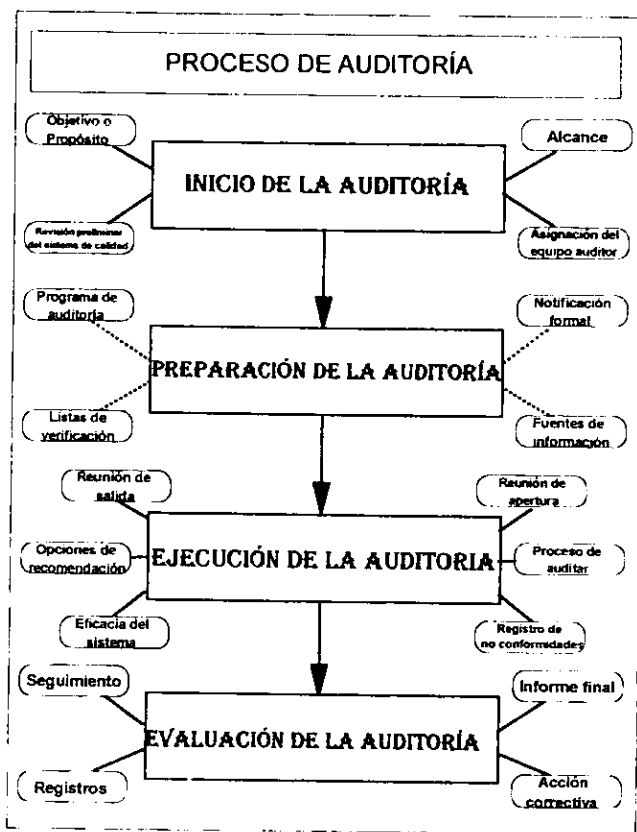 PROCESO DE AUDITORÍA
Objetivo o
Propósito
Alcance
INICIO DE LA AUDITORÍA
Revisión preliminar
del sistema de calidad
Asignación del
equipo auditor
Programa de
auditoría
Notificación
formal
PREPARACIÓN DE LA AUDITORÍA
Listas de
verificación
Fuentes de
información
Reunión de
salida
Reunión de
apertura
Opciones de
recomendación
EJECUCIÓN DE LA AUDITORIA
Proceso de
auditar
Eficacia del
sistema
Registro de
no conformidades
Seguimiento
Informe final
EVALUACIÓN DE LA AUDITORÍA
Registros
Acción
correctiva